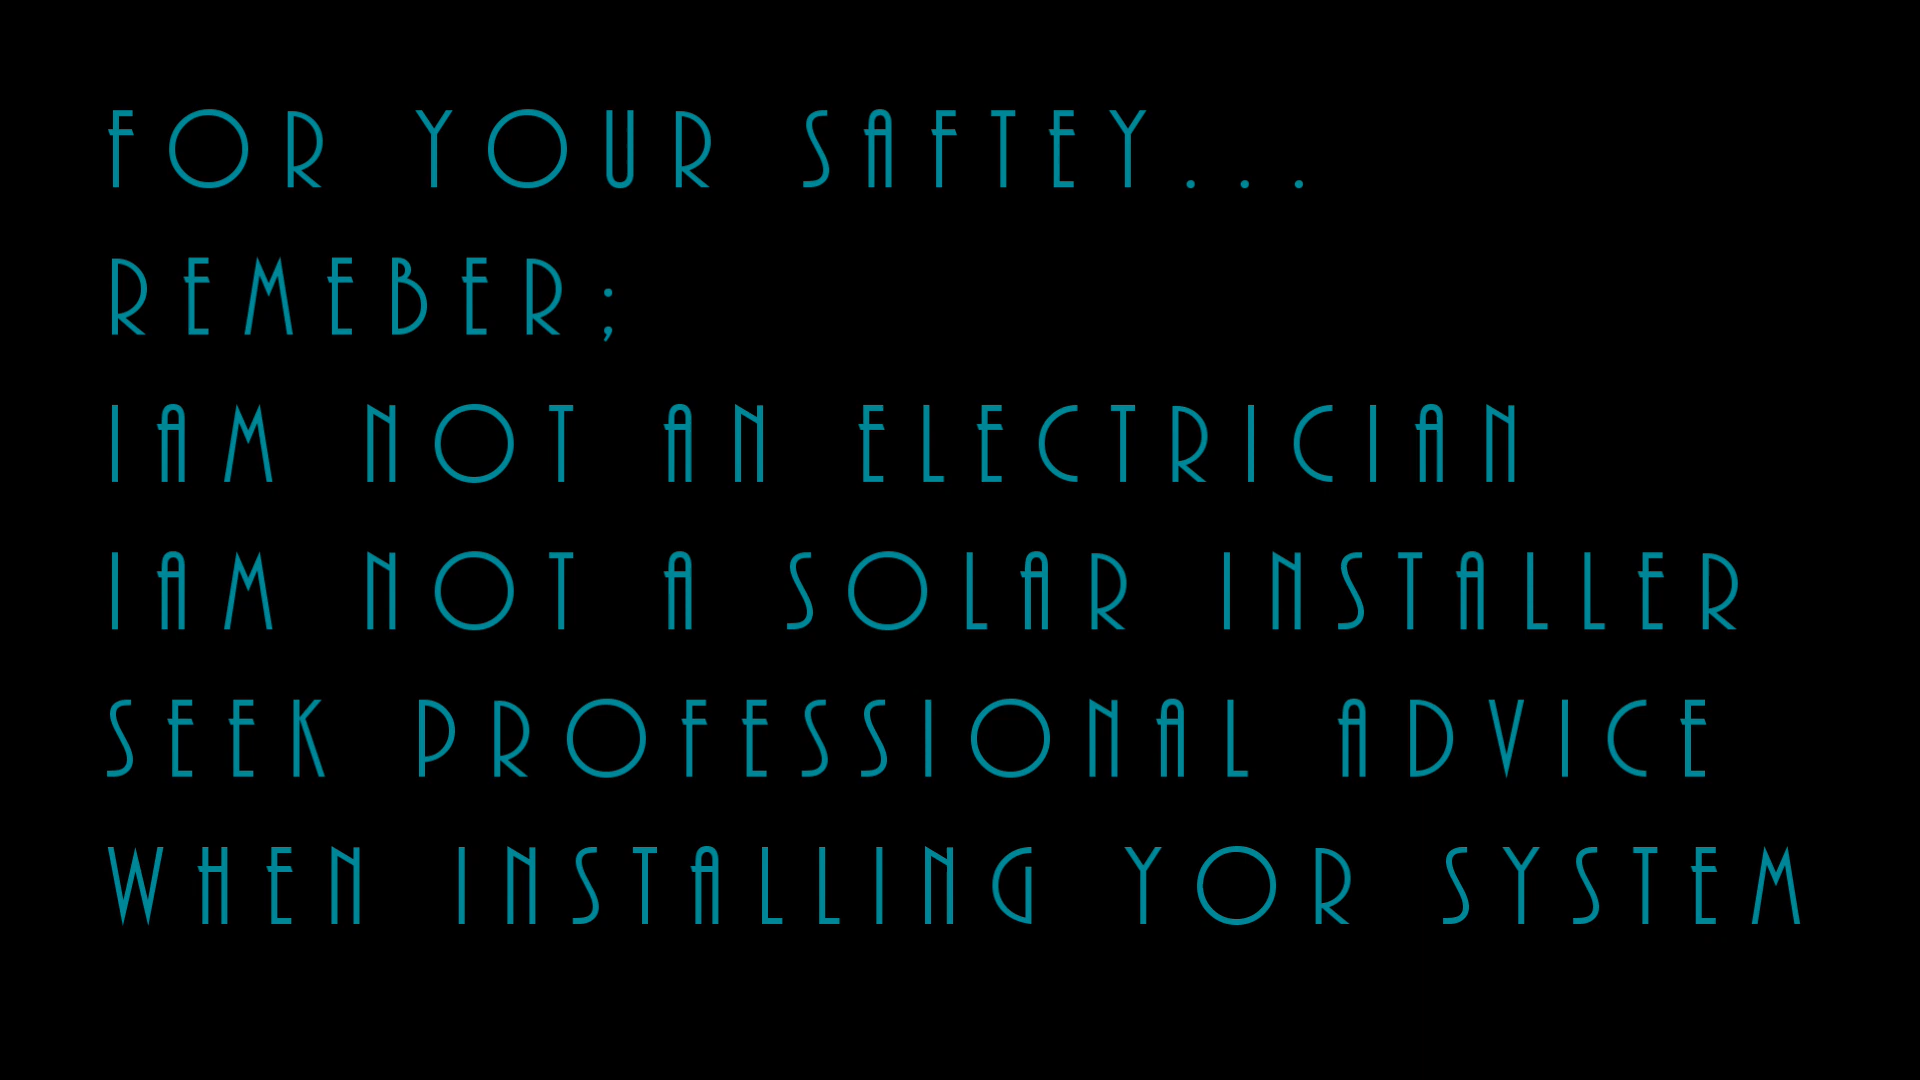 FOR YOUR SAFTEY...
REMEBER;
IAM NOT AN ELECTRICIAN
IAM NOT A SOLAR INSTALLER
SEEK PROFESSIONAL ADVICE
WHEN INSTALLING YOR SYSTEM